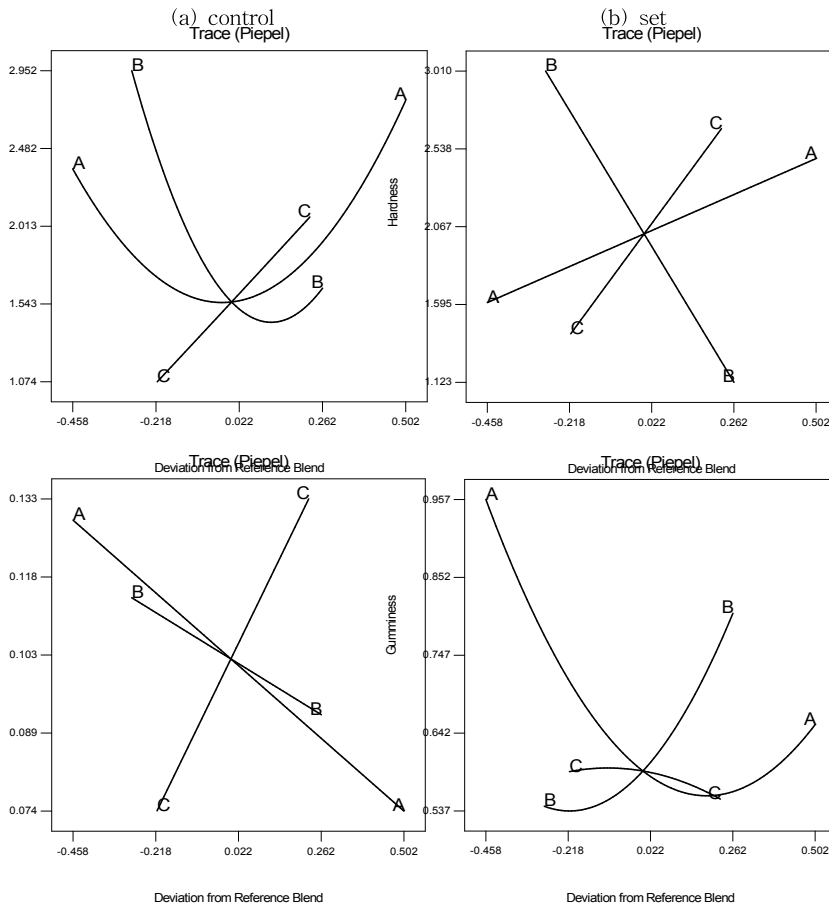 (a) control
Trace (Piepel)
2.952
2.482
2.013
1.543
1.074
B
A
A
C
B
C
-0.458
-0.218
0.022
0.262
0.502
Deviation from Reference Blend
(b) set
Trace (Piepel)
Hardness
3.010
2.538
2.067
1.595
1.123
B
C
A
A
C
B
-0.458
-0.218
0.022
0.262
0.502
Deviation from Reference Blend
Trace (Piepel)
0.133
0.118
0.103
0.089
0.074
C
A
B
B
C
A
-0.458
-0.218
0.022
0.262
0.502
Deviation from Reference Blend
Trace (Piepel)
Gumminess
0.957
0.852
0.747
0.642
0.537
A
B
A
C
C
B
-0.458
-0.218
0.022
0.262
0.502
Deviation from Reference Blend